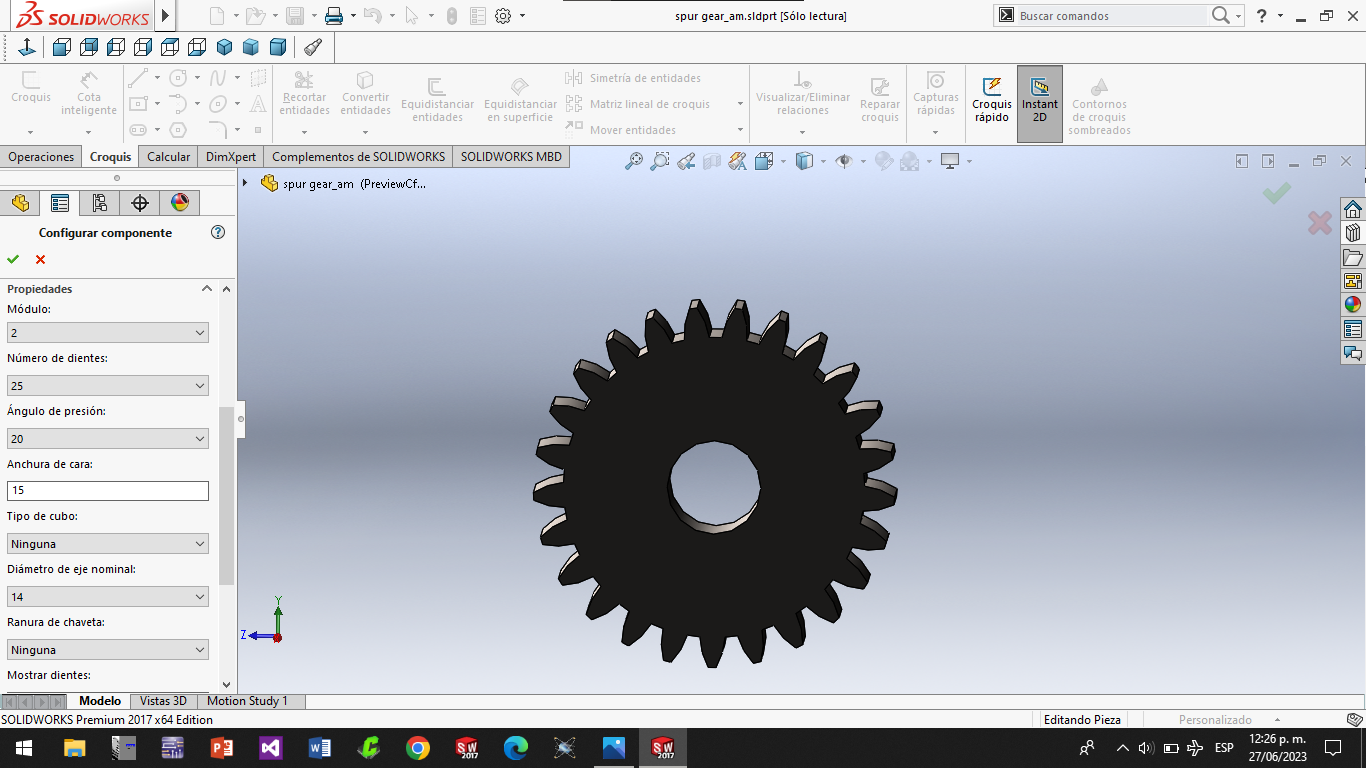 SOLIDWORKS
spur gear_am.sldprt [Sólo lectura]
Buscar comandos
Croquis
Cota inteligente
Recortar entidades
Convertir entidades
Equidistanciar entidades
Equidistanciar en superficie
Simetría de entidades
Matriz lineal de croquis
Mover entidades
Visualizar/Eliminar relaciones
Reparar croquis
Capturas rápidas
Croquis rápido
Instant 2D
Contornos de croquis sombreados
Operaciones
Croquis
Calcular
DimXpert
Complementos de SOLIDWORKS
SOLIDWORKS MBD
spur gear_am (PreviewCf...
Configurar componente
Propiedades
Módulo:
2
Número de dientes:
25
Ángulo de presión:
20
Anchura de cara:
15
Tipo de cubo:
Ninguna
Diámetro de eje nominal:
14
Ranura de chaveta:
Ninguna
Mostrar dientes:
Y
Z
Modelo
Vistas 3D
Motion Study 1
SOLIDWORKS Premium 2017 x64 Edition
Editando Pieza
Personalizado
SW
2017
SW
2017
ESP
12:26 p. m.
27/06/2023